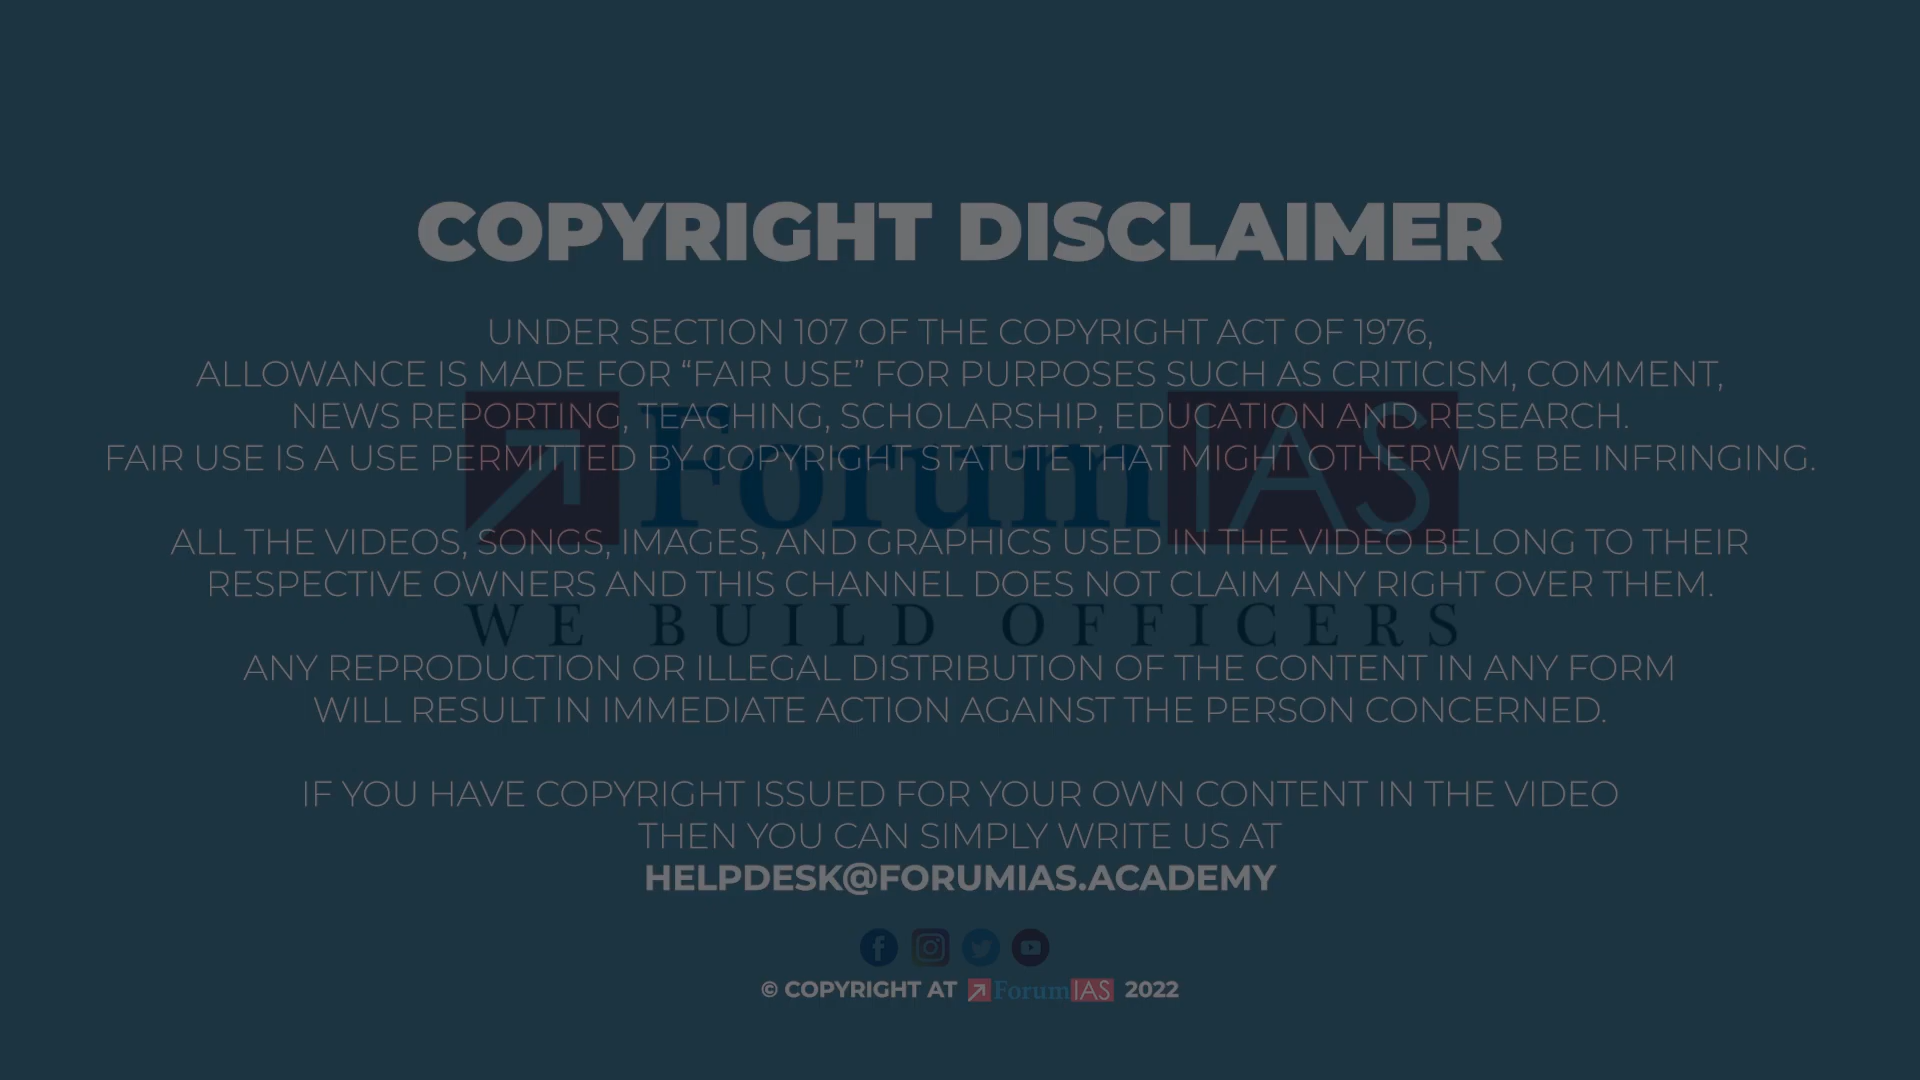 COPYRIGHT DISCLAIMER
UNDER SECTION 107 OF THE COPYRIGHT ACT OF 1976,
ALLOWANCE IS MADE FOR “FAIR USE” FOR PURPOSES SUCH AS CRITICISM, COMMENT,
NEWS REPORTING, TEACHING, SCHOLARSHIP, EDUCATION AND RESEARCH.
FAIR USE IS A USE PERMITTED BY COPYRIGHT STATUTE THAT MIGHT OTHERWISE BE INFRINGING.
ForumIAS
ALL THE VIDEOS, SONGS, IMAGES, AND GRAPHICS USED IN THE VIDEO BELONG TO THEIR
RESPECTIVE OWNERS AND THIS CHANNEL DOES NOT CLAIM ANY RIGHT OVER THEM.
WE BUILD OFFICERS
ANY REPRODUCTION OR ILLEGAL DISTRIBUTION OF THE CONTENT IN ANY FORM
WILL RESULT IN IMMEDIATE ACTION AGAINST THE PERSON CONCERNED.
IF YOU HAVE COPYRIGHT ISSUED FOR YOUR OWN CONTENT IN THE VIDEO
THEN YOU CAN SIMPLY WRITE US AT
HELPDESK@FORUMIAS.ACADEMY
© COPYRIGHT AT ForumIAS 2022